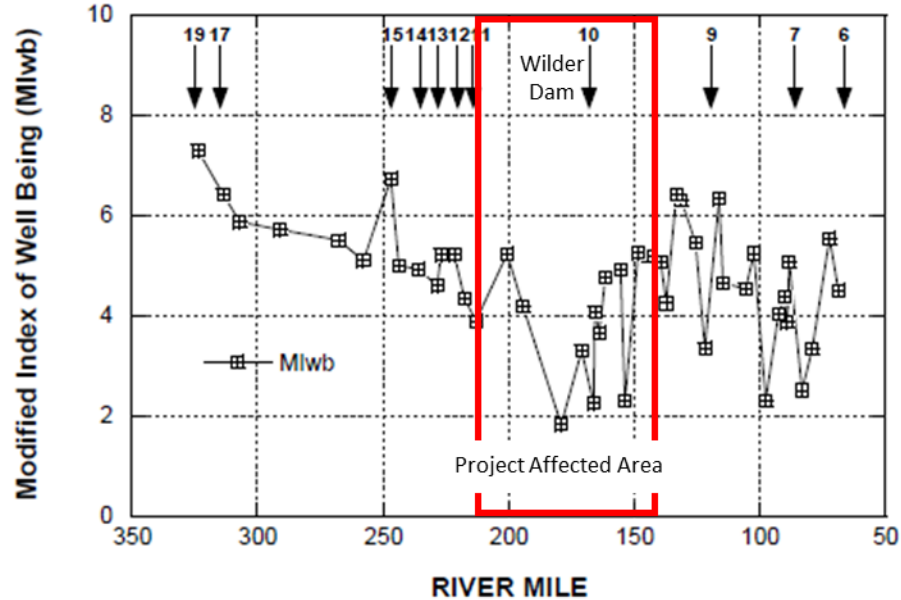 Modified Index of Well Being (MIwb)
10
8
6
4
2
0
19 17 15 14 13 12 11 10 9 7 6
Wilder
Dam
MIwb
Project Affected Area
350 300 250 200 150 100 50
RIVER MILE